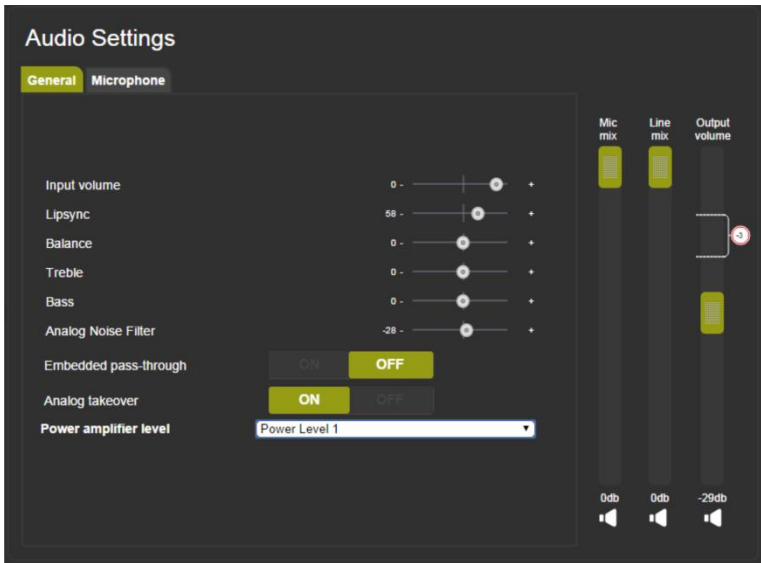 Audio Settings
General Microphone
Mic mix
Line mix
Output volume
Input volume 0 - +
Lipsync 58 - +
Balance 0 - +
Treble 0 - +
Bass 0 - +
Analog Noise Filter -28 - +
-3
Embedded pass-through ON OFF
Analog takeover ON OFF
Power amplifier level Power Level 1
0db 0db -29db